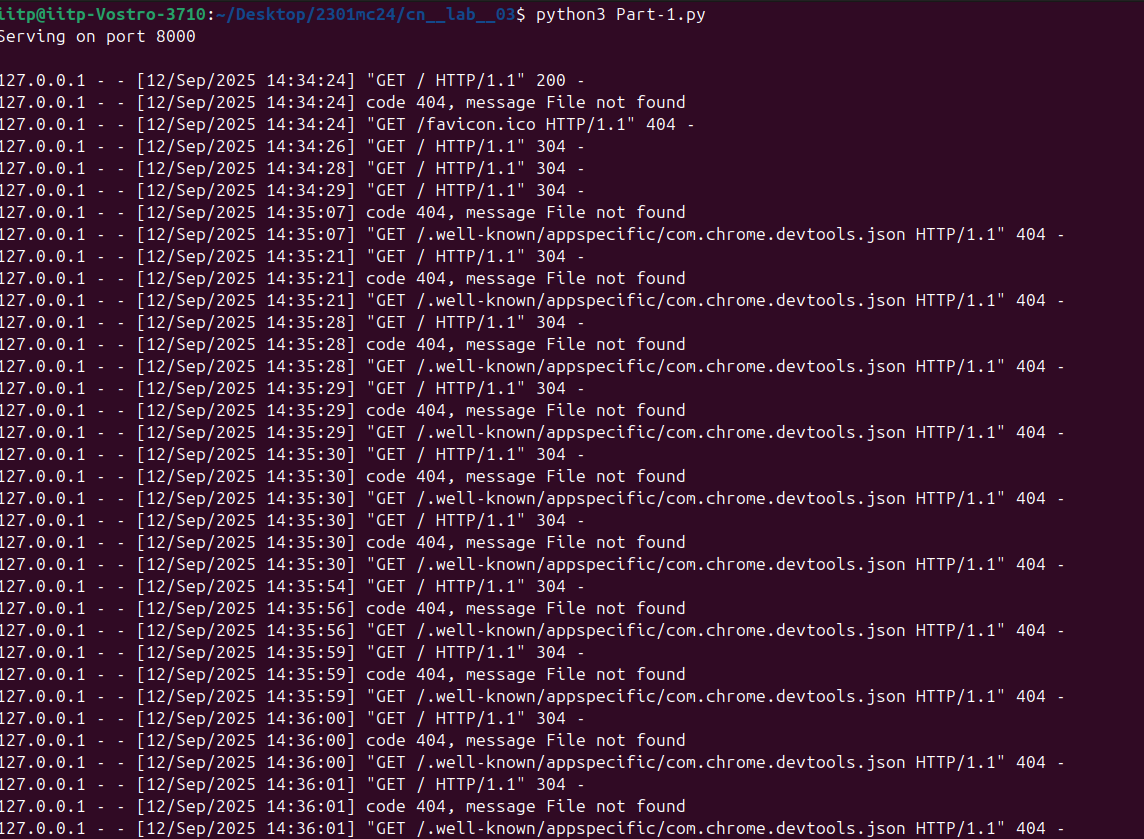 iitp@iitp-Vostro-3710:~/Desktop/2301mc24/cn__lab__03$ python3 Part-1.py
Serving on port 8000
127.0.0.1 - - [12/Sep/2025 14:34:24] "GET / HTTP/1.1" 200 -
127.0.0.1 - - [12/Sep/2025 14:34:24] code 404, message File not found
127.0.0.1 - - [12/Sep/2025 14:34:24] "GET /favicon.ico HTTP/1.1" 404 -
127.0.0.1 - - [12/Sep/2025 14:34:26] "GET / HTTP/1.1" 304 -
127.0.0.1 - - [12/Sep/2025 14:34:28] "GET / HTTP/1.1" 304 -
127.0.0.1 - - [12/Sep/2025 14:34:29] "GET / HTTP/1.1" 304 -
127.0.0.1 - - [12/Sep/2025 14:35:07] code 404, message File not found
127.0.0.1 - - [12/Sep/2025 14:35:07] "GET /.well-known/appspecific/com.chrome.devtools.json HTTP/1.1" 404 -
127.0.0.1 - - [12/Sep/2025 14:35:21] "GET / HTTP/1.1" 304 -
127.0.0.1 - - [12/Sep/2025 14:35:21] code 404, message File not found
127.0.0.1 - - [12/Sep/2025 14:35:21] "GET /.well-known/appspecific/com.chrome.devtools.json HTTP/1.1" 404 -
127.0.0.1 - - [12/Sep/2025 14:35:28] "GET / HTTP/1.1" 304 -
127.0.0.1 - - [12/Sep/2025 14:35:28] code 404, message File not found
127.0.0.1 - - [12/Sep/2025 14:35:28] "GET /.well-known/appspecific/com.chrome.devtools.json HTTP/1.1" 404 -
127.0.0.1 - - [12/Sep/2025 14:35:29] "GET / HTTP/1.1" 304 -
127.0.0.1 - - [12/Sep/2025 14:35:29] code 404, message File not found
127.0.0.1 - - [12/Sep/2025 14:35:29] "GET /.well-known/appspecific/com.chrome.devtools.json HTTP/1.1" 404 -
127.0.0.1 - - [12/Sep/2025 14:35:30] "GET / HTTP/1.1" 304 -
127.0.0.1 - - [12/Sep/2025 14:35:30] code 404, message File not found
127.0.0.1 - - [12/Sep/2025 14:35:30] "GET /.well-known/appspecific/com.chrome.devtools.json HTTP/1.1" 404 -
127.0.0.1 - - [12/Sep/2025 14:35:30] "GET / HTTP/1.1" 304 -
127.0.0.1 - - [12/Sep/2025 14:35:30] code 404, message File not found
127.0.0.1 - - [12/Sep/2025 14:35:30] "GET /.well-known/appspecific/com.chrome.devtools.json HTTP/1.1" 404 -
127.0.0.1 - - [12/Sep/2025 14:35:54] "GET / HTTP/1.1" 304 -
127.0.0.1 - - [12/Sep/2025 14:35:56] code 404, message File not found
127.0.0.1 - - [12/Sep/2025 14:35:56] "GET /.well-known/appspecific/com.chrome.devtools.json HTTP/1.1" 404 -
127.0.0.1 - - [12/Sep/2025 14:35:59] "GET / HTTP/1.1" 304 -
127.0.0.1 - - [12/Sep/2025 14:35:59] code 404, message File not found
127.0.0.1 - - [12/Sep/2025 14:35:59] "GET /.well-known/appspecific/com.chrome.devtools.json HTTP/1.1" 404 -
127.0.0.1 - - [12/Sep/2025 14:36:00] "GET / HTTP/1.1" 304 -
127.0.0.1 - - [12/Sep/2025 14:36:00] code 404, message File not found
127.0.0.1 - - [12/Sep/2025 14:36:00] "GET /.well-known/appspecific/com.chrome.devtools.json HTTP/1.1" 404 -
127.0.0.1 - - [12/Sep/2025 14:36:01] "GET / HTTP/1.1" 304 -
127.0.0.1 - - [12/Sep/2025 14:36:01] code 404, message File not found
127.0.0.1 - - [12/Sep/2025 14:36:01] "GET /.well-known/appspecific/com.chrome.devtools.json HTTP/1.1" 404 -